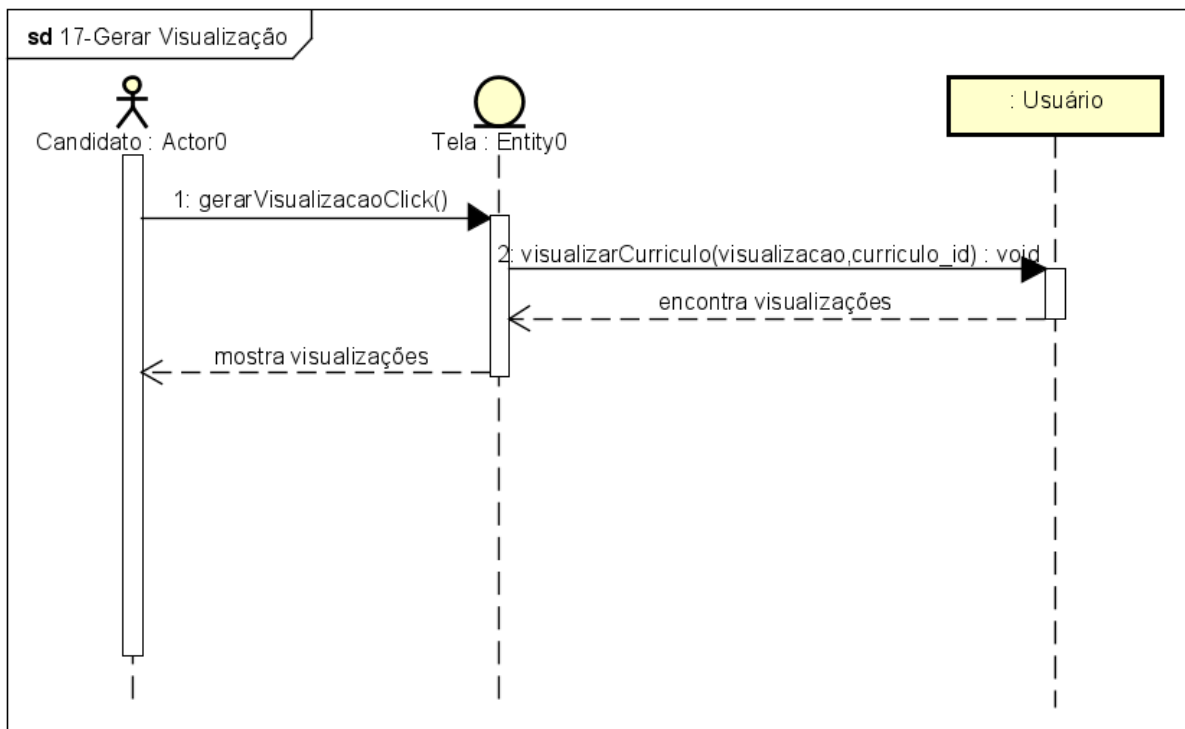 sd 17-Gerar Visualização
Candidato : Actor0
Tela : Entity0
: Usuário
1: gerarVisualizacaoClick()
2: visualizarCurriculo(visualizacao,curriculo_id) : void
encontra visualizações
mostra visualizações